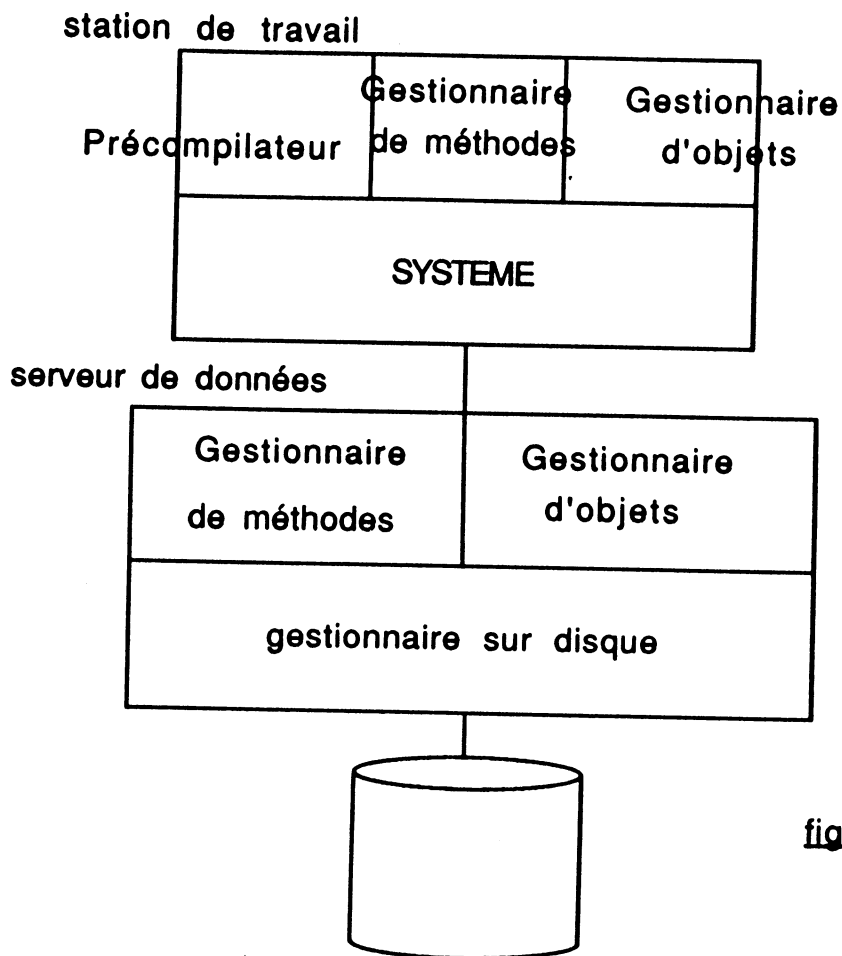 station de travail
Précompilateur
Gestionnaire
de méthodes
Gestionnaire
d'objets
SYSTEME
serveur de données
Gestionnaire
de méthodes
Gestionnaire
d'objets
gestionnaire sur disque
fig